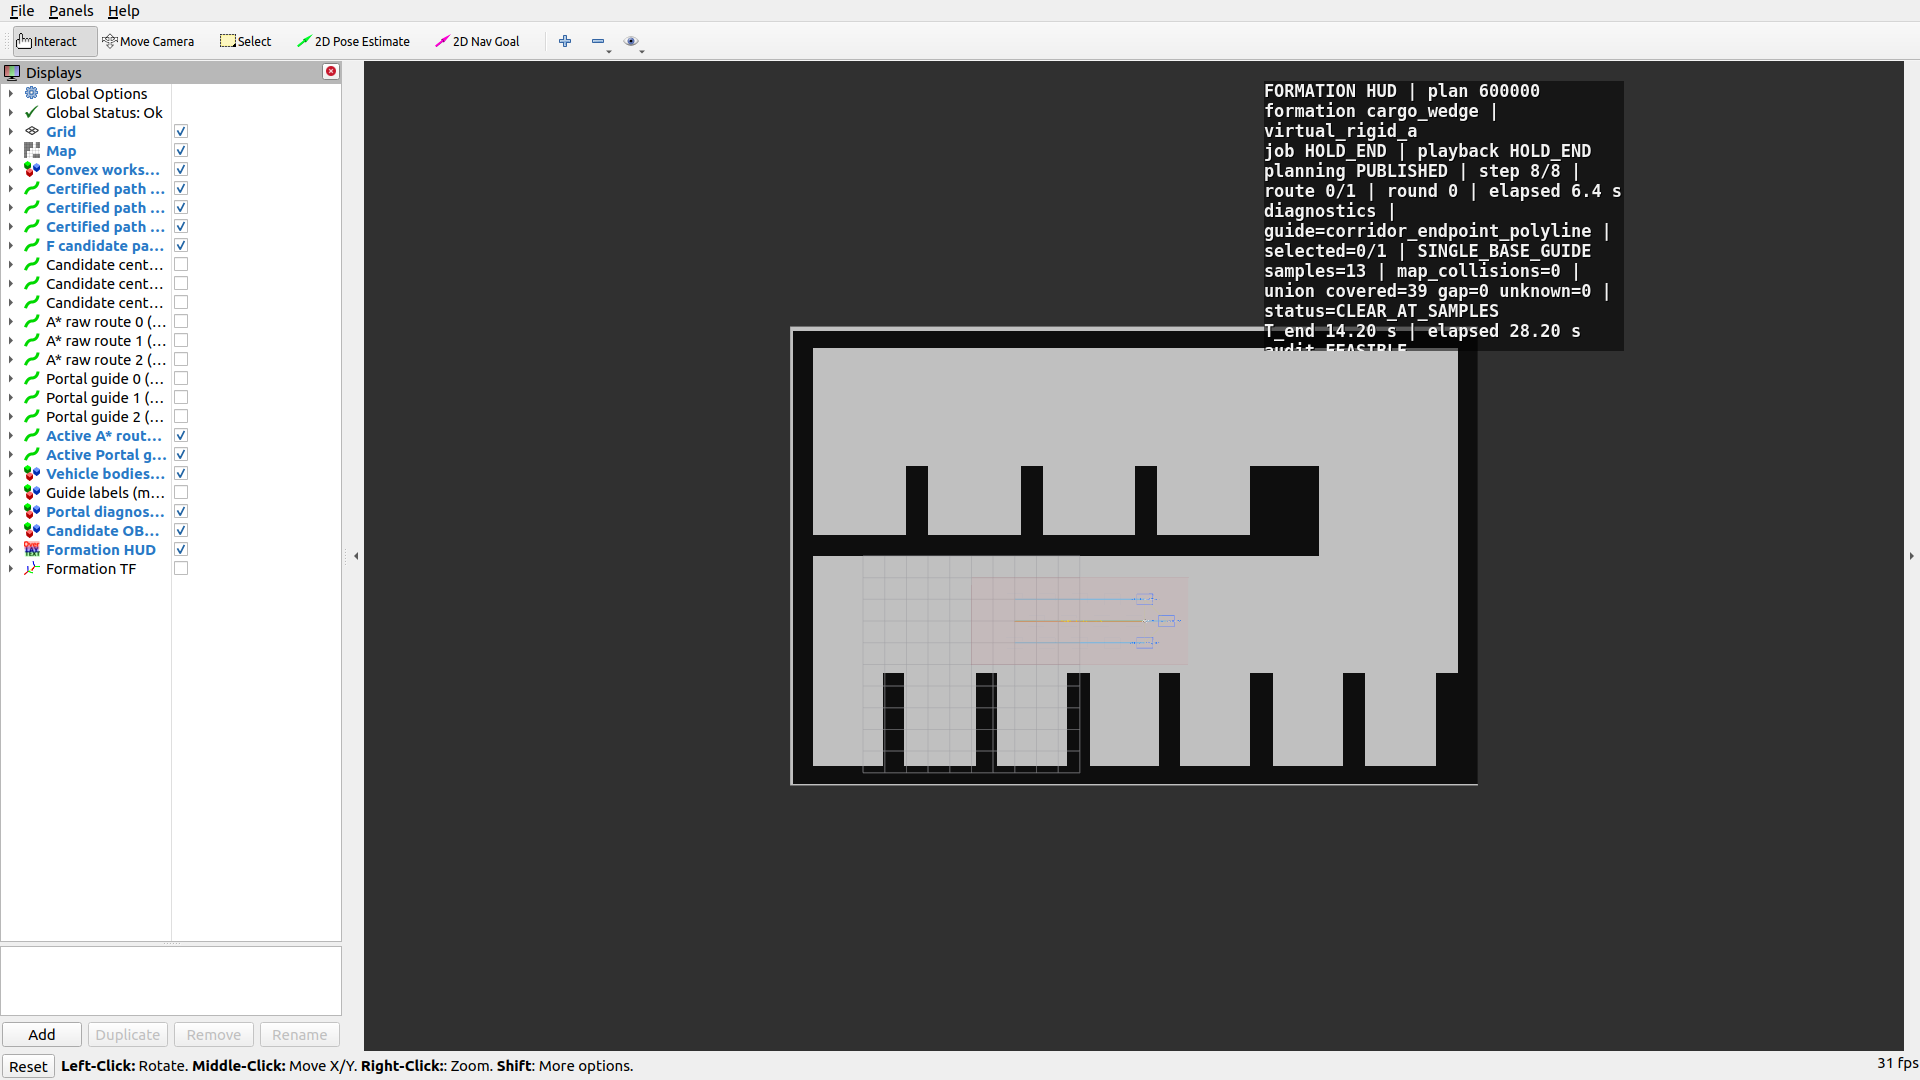 File Panels Help
Interact Move Camera Select 2D Pose Estimate 2D Nav Goal
Displays
Global Options
Global Status: Ok
Grid
Map
Convex works...
Certified path ...
Certified path ...
Certified path ...
F candidate pa...
Candidate cent...
Candidate cent...
Candidate cent...
A* raw route 0 (...
A* raw route 1 (...
A* raw route 2 (...
Portal guide 0 (...
Portal guide 1 (...
Portal guide 2 (...
Active A* rout...
Active Portal g...
Vehicle bodies...
Guide labels (m...
Portal diagnos...
Candidate OB...
Formation HUD
Formation TF
FORMATION HUD | plan 600000
formation cargo_wedge |
virtual_rigid_a
job HOLD_END | playback HOLD_END
planning PUBLISHED | step 8/8 |
route 0/1 | round 0 | elapsed 6.4 s
diagnostics |
guide=corridor_endpoint_polyline |
selected=0/1 | SINGLE_BASE_GUIDE
samples=13 | map_collisions=0 |
union covered=39 gap=0 unknown=0 |
status=CLEAR_AT_SAMPLES
T_end 14.20 s | elapsed 28.20 s
audit FEASIBLE
Add Duplicate Remove Rename
Reset Left-Click: Rotate. Middle-Click: Move X/Y. Right-Click:: Zoom. Shift: More options.
31 fps